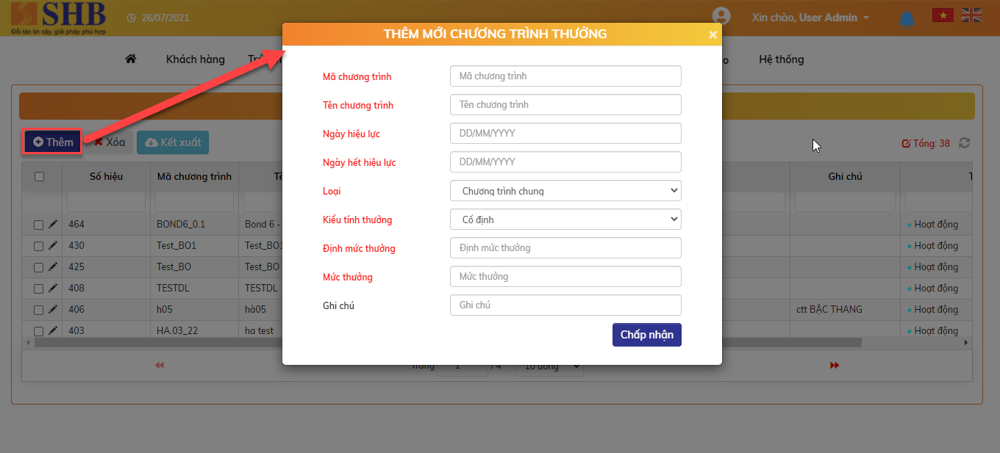 SHB
Đối tác tin cậy, giải pháp phù hợp
26/07/2021
Xin chào, User Admin
Khách hàng
Hệ thống
THÊM MỚI CHƯƠNG TRÌNH THƯỞNG
×
Mã chương trình
Mã chương trình
Tên chương trình
Tên chương trình
Ngày hiệu lực
DD/MM/YYYY
Ngày hết hiệu lực
DD/MM/YYYY
Loại
Chương trình chung
Kiểu tính thưởng
Cố định
Định mức thưởng
Định mức thưởng
Mức thưởng
Mức thưởng
Ghi chú
Ghi chú
Chấp nhận
Thêm
Xóa
Kết xuất
Tổng: 38
Số hiệu Mã chương trình Ghi chú
464 BOND6_0.1 Bond 6 - Hoạt động
430 Test_BO1 Test_BO1 Hoạt động
425 Test_BO Test_BO Hoạt động
408 TESTDL TESTDL Hoạt động
406 h05 hà05 ctt BẬC THANG Hoạt động
403 HA.03_22 ha test Hoạt động
Trang 1 / 4 10 dòng